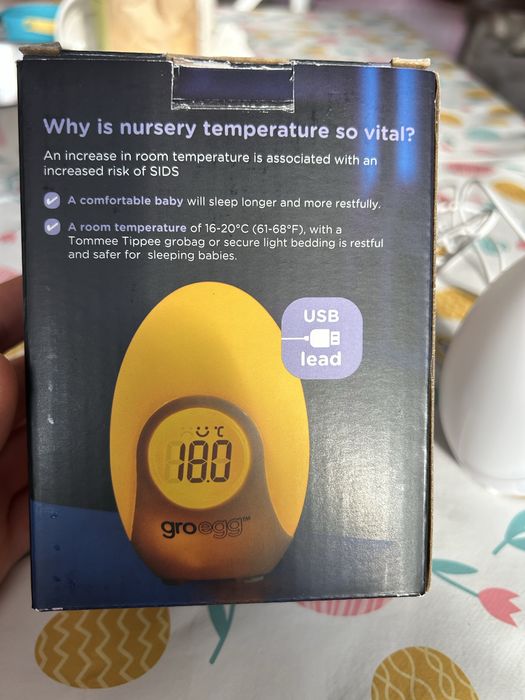 Why is nursery temperature so vital?
An increase in room temperature is associated with an
increased risk of SIDS
A comfortable baby will sleep longer and more restfully.
A room temperature of 16-20°C (61-68°F), with a
Tommee Tippee grobag or secure light bedding is restful
and safer for sleeping babies.
USB
lead
°C
18.0
groegg™